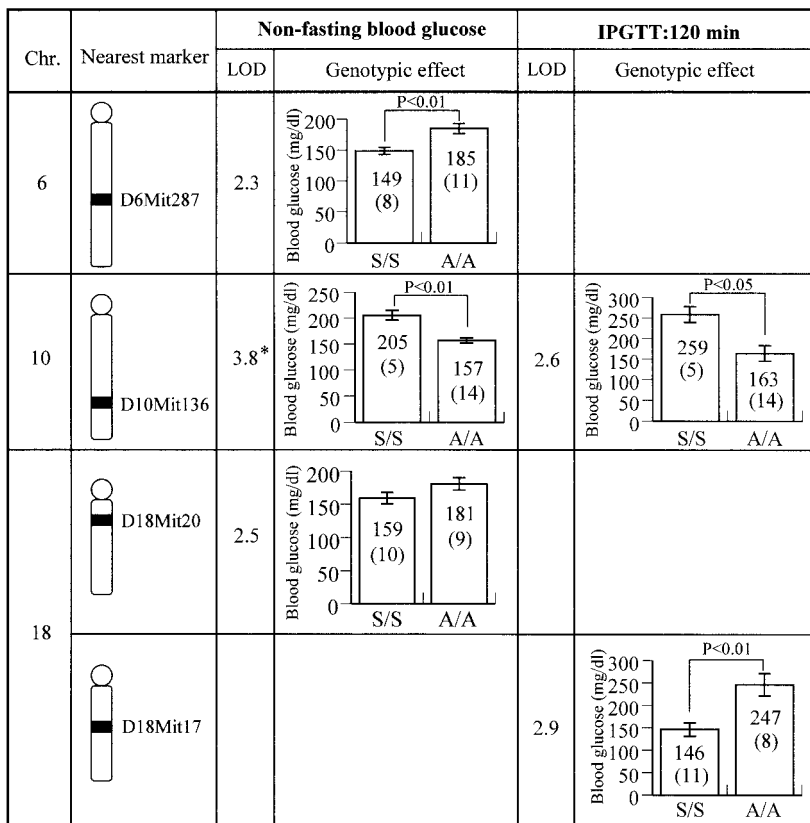 Chr. Nearest marker Non-fasting blood glucose IPGTT:120 min
LOD Genotypic effect LOD Genotypic effect
6
D6Mit287
2.3
Blood glucose (mg/dl)
200
150
100
50
0
P<0.01
149
(8)
185
(11)
S/S A/A
10
D10Mit136
3.8*
Blood glucose (mg/dl)
250
200
150
100
50
0
P<0.01
205
(5)
157
(14)
S/S A/A
2.6
Blood glucose (mg/dl)
300
250
200
150
100
50
0
P<0.05
259
(5)
163
(14)
S/S A/A
18
D18Mit20
2.5
Blood glucose (mg/dl)
200
150
100
50
0
159
(10)
181
(9)
S/S A/A
D18Mit17
2.9
Blood glucose (mg/dl)
300
250
200
150
100
50
0
P<0.01
146
(11)
247
(8)
S/S A/A